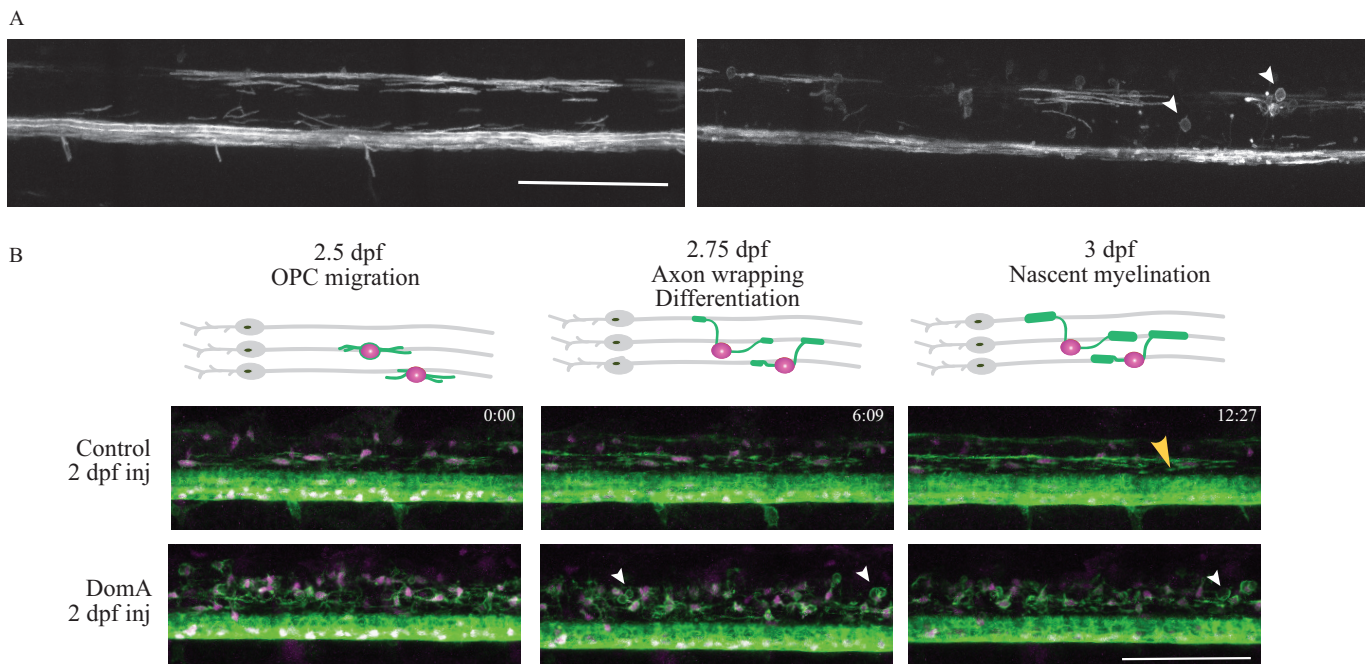 A
B
2.5 dpf
OPC migration
2.75 dpf
Axon wrapping
Differentiation
3 dpf
Nascent myelination
Control
2 dpf inj
0:00
6:09
12:27
DomA
2 dpf inj